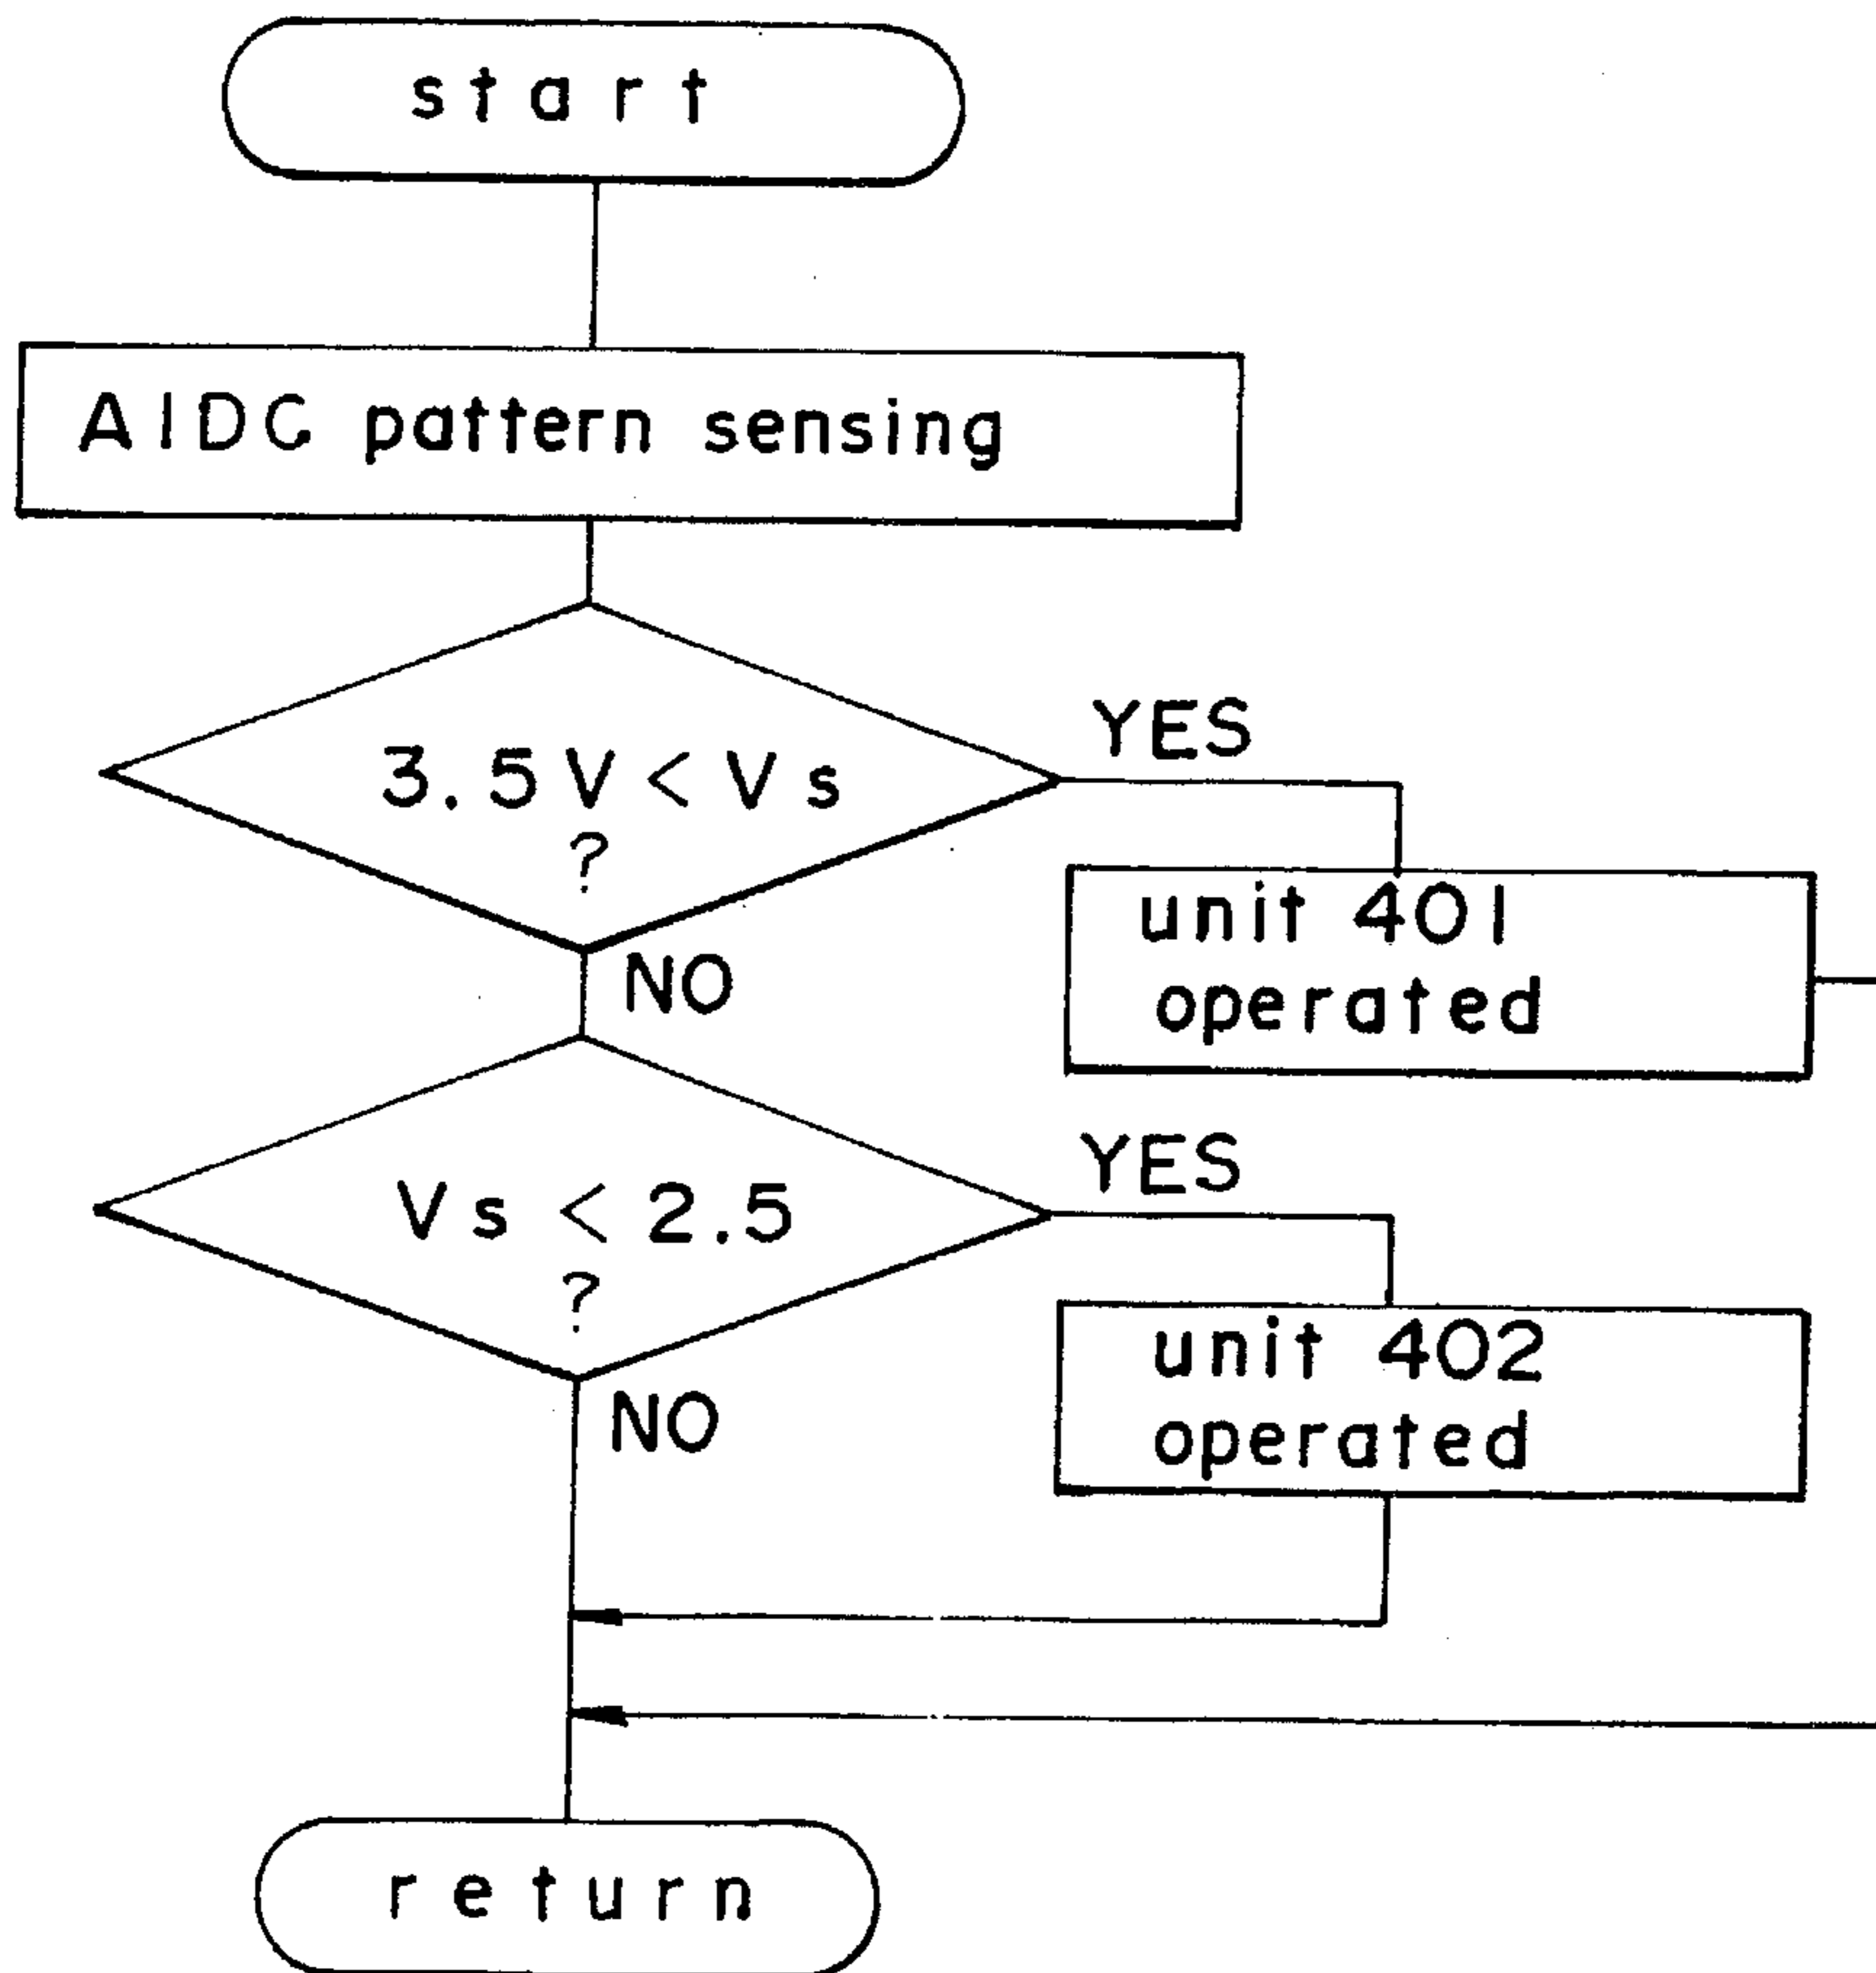 start
AIDC pattern sensing
3.5V < Vs
?
YES
unit 401
operated
NO
Vs < 2.5
?
YES
unit 402
operated
NO
return